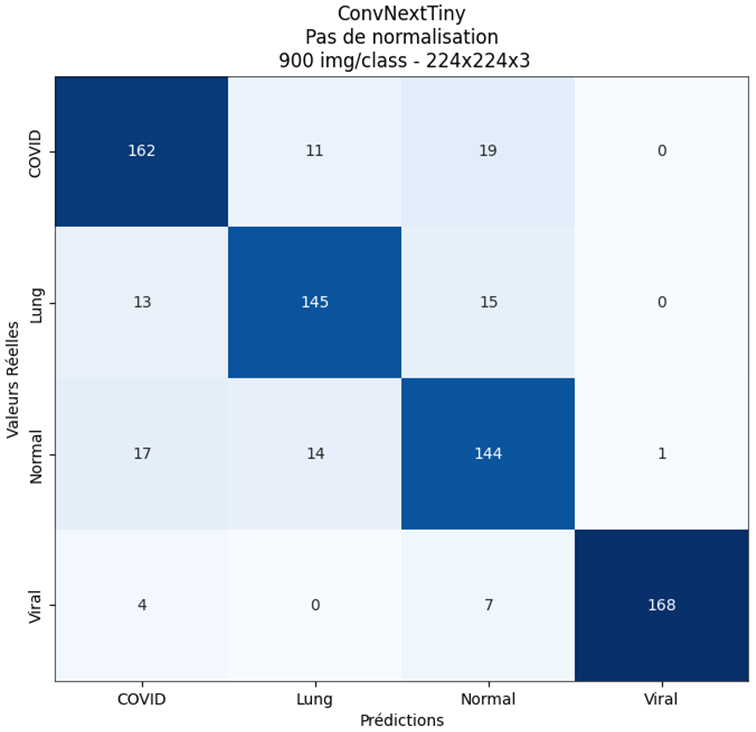 ConvNextTiny
Pas de normalisation
900 img/class - 224x224x3
Valeurs Réelles
COVID 162 11 19 0
Lung 13 145 15 0
Normal 17 14 144 1
Viral 4 0 7 168
COVID Lung Normal Viral
Prédictions